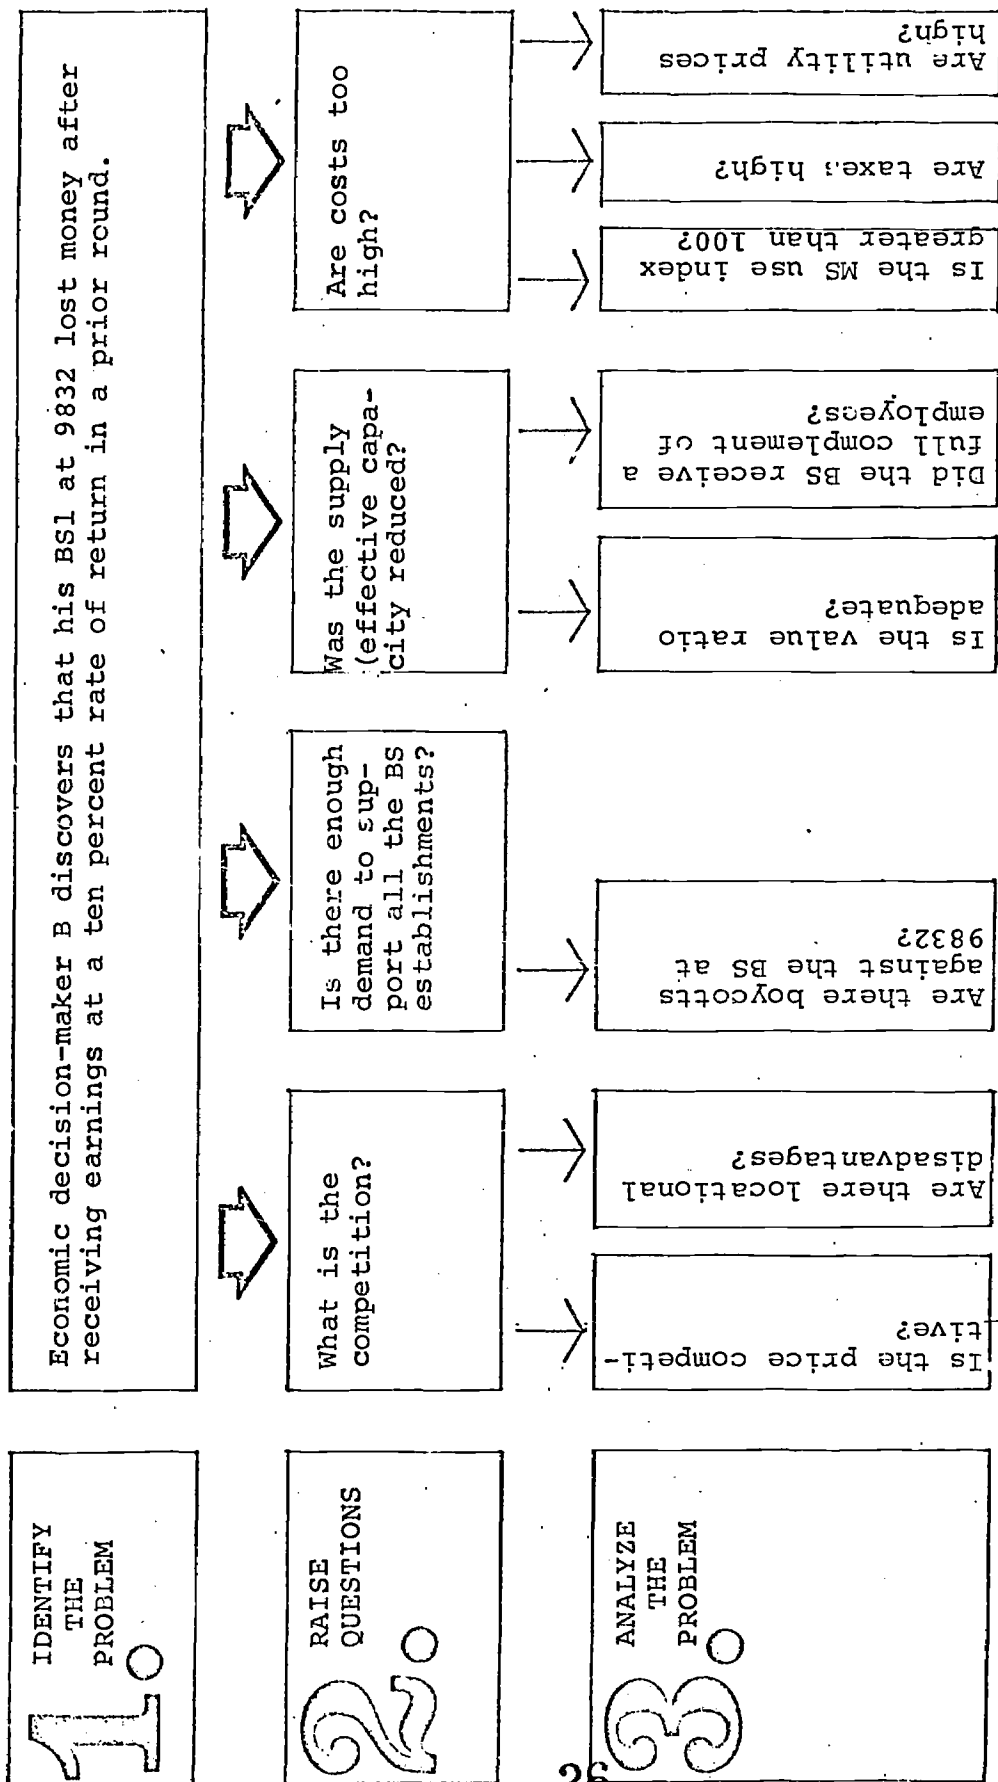 1.
IDENTIFY
THE
PROBLEM
Economic decision-maker B discovers that his BS1 at 9832 lost money after
receiving earnings at a ten percent rate of return in a prior round.
2.
RAISE
QUESTIONS
What is the
competition?
Is there enough
demand to sup-
port all the BS
establishments?
Was the supply
(effective capa-
city reduced?
Are costs too
high?
3.
ANALYZE
THE
PROBLEM
Is the price competi-
tive?
Are there locational
disadvantages?
Are there boycotts
against the BS at
9832?
Is the value ratio
adequate?
Did the BS receive a
full complement of
employees?
Is the MS use index
greater than 100?
Are taxes high?
Are utility prices
high?
26